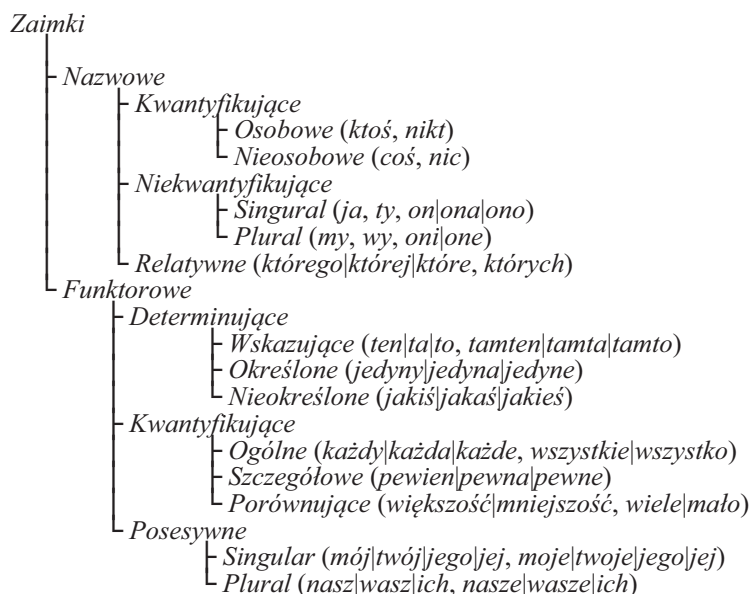 Zaimki
Nazwowe
Kwantyfikujące
Osobowe (ktoś, nikt)
Nieosobowe (coś, nic)
Niekwantyfikujące
Singural (ja, ty, on|ona|ono)
Plural (my, wy, oni|one)
Relatywne (którego|której|które, których)
Funktorowe
Determinujące
Wskazujące (ten|ta|to, tamten|tamta|tamto)
Określone (jedyny|jedyna|jedyne)
Nieokreślone (jakiś|jakaś|jakieś)
Kwantyfikujące
Ogólne (każdy|każda|każde, wszystkie|wszystko)
Szczegółowe (pewien|pewna|pewne)
Porównujące (większość|mniejszość, wiele|mało)
Posesywne
Singular (mój|twój|jego|jej, moje|twoje|jego|jej)
Plural (nasz|wasz|ich, nasze|wasze|ich)